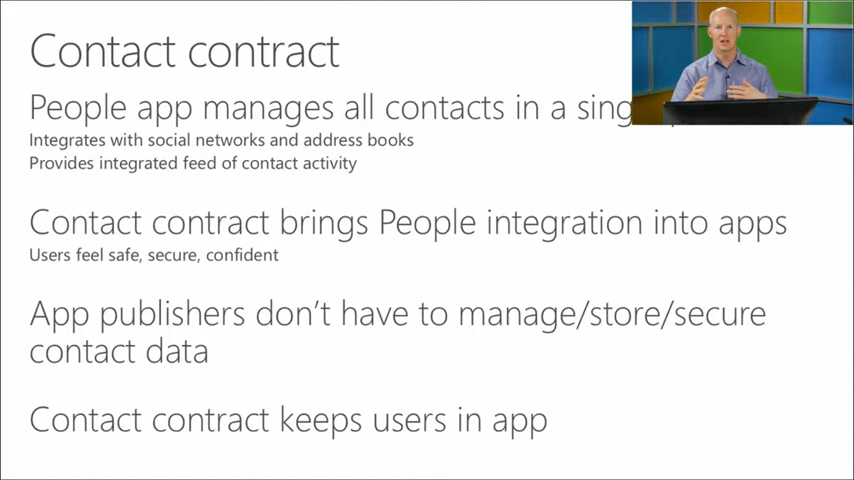 Contact contract
People app manages all contacts in a
Integrates with social networks and address books
Provides integrated feed of contact activity
Contact contract brings People integration into apps
Users feel safe, secure, confident
App publishers don't have to manage/store/secure
contact data
Contact contract keeps users in app